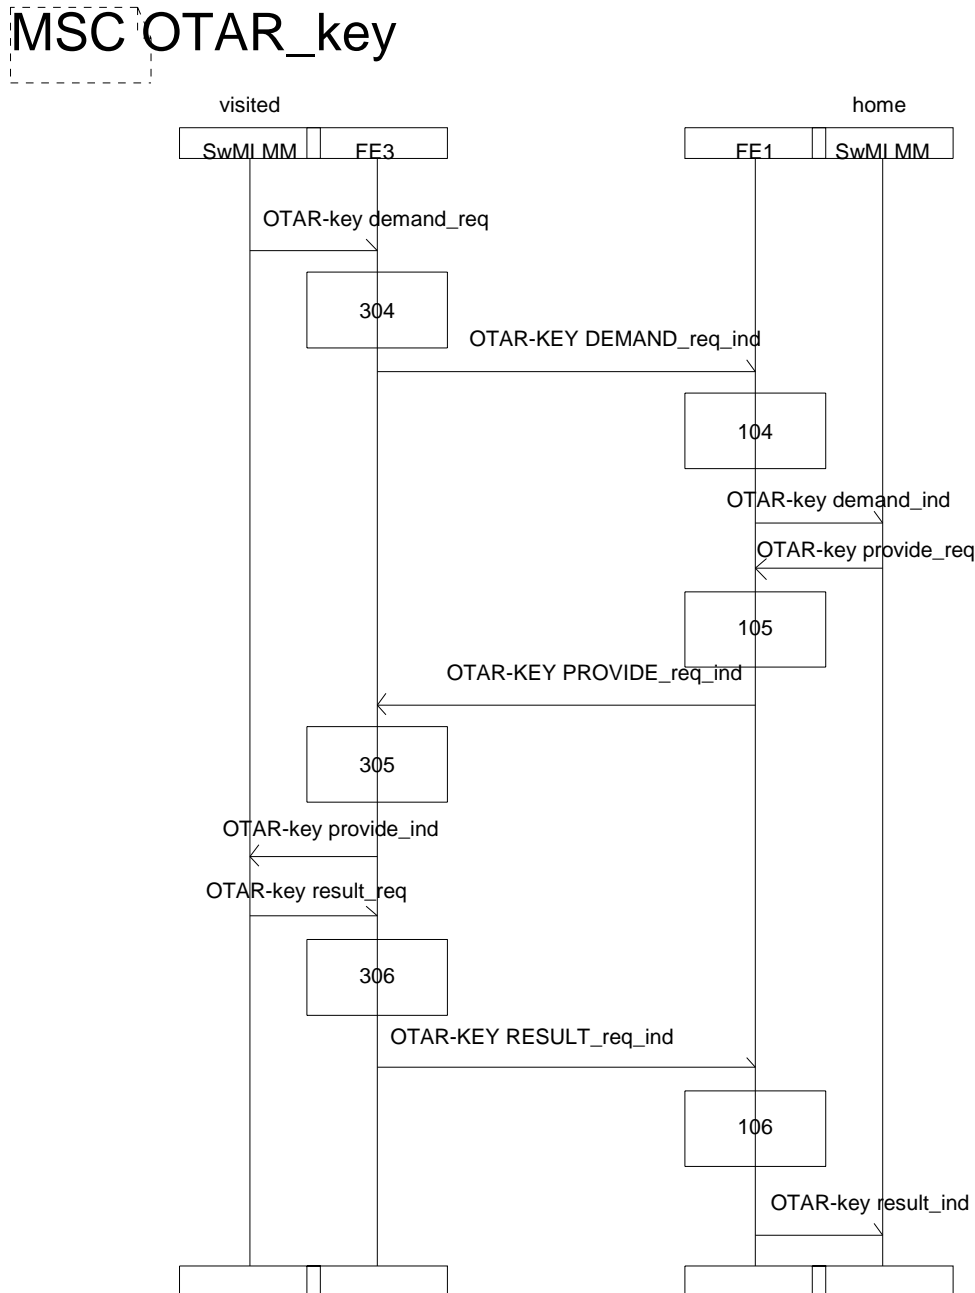 MSC OTAR_key
visited
home
SwMI MM
FE3
FE1
SwMI MM
OTAR-key demand_req
304
OTAR-KEY DEMAND_req_ind
104
OTAR-key demand_ind
OTAR-key provide_req
105
OTAR-KEY PROVIDE_req_ind
305
OTAR-key provide_ind
OTAR-key result_req
306
OTAR-KEY RESULT_req_ind
106
OTAR-key result_ind